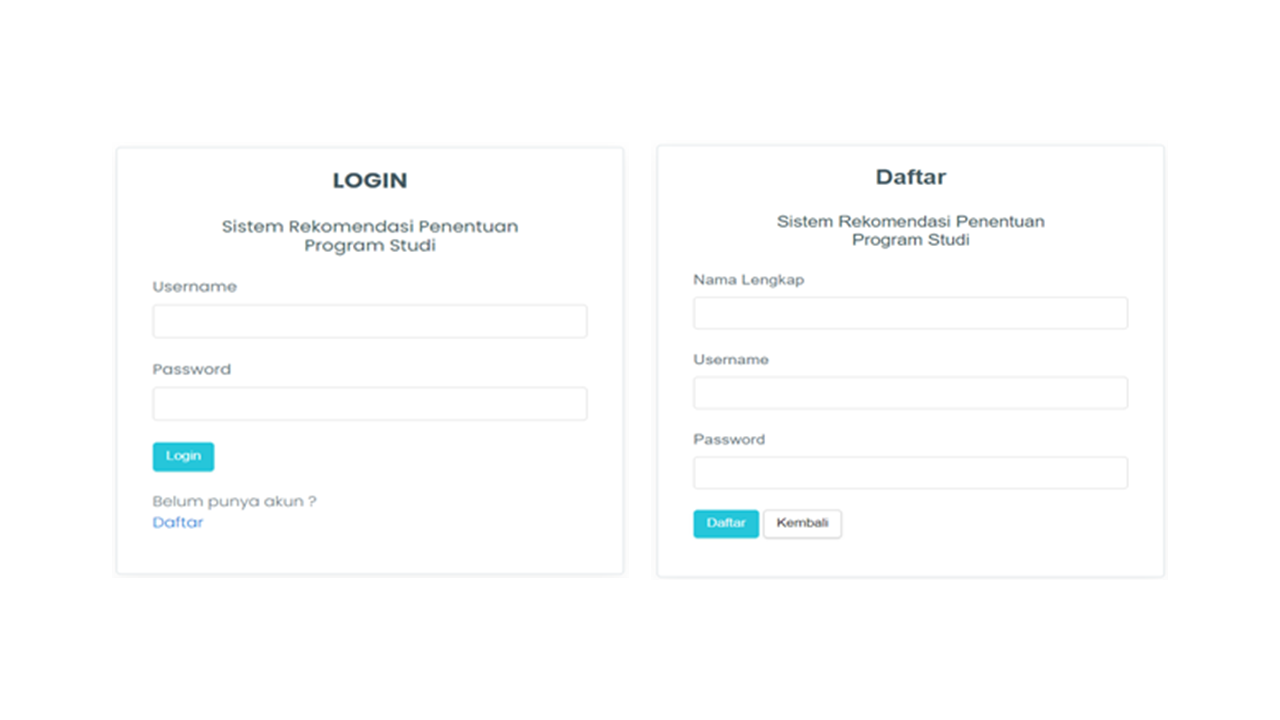 LOGIN
Sistem Rekomendasi Penentuan
Program Studi
Username
Password
Login
Belum punya akun ?
Daftar
Daftar
Sistem Rekomendasi Penentuan
Program Studi
Nama Lengkap
Username
Password
Daftar Kembali